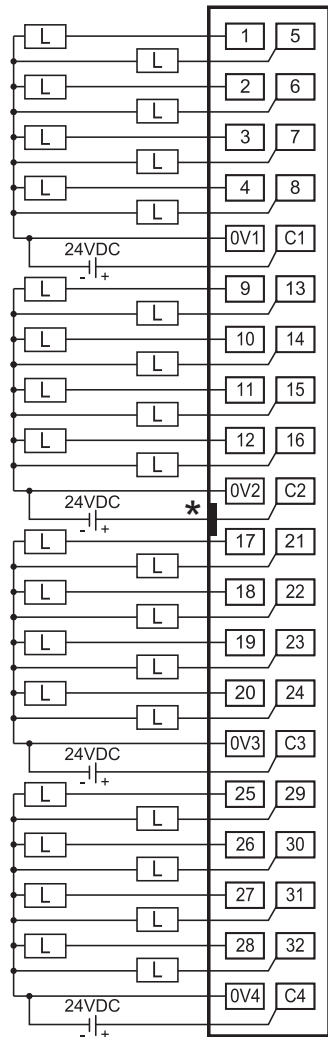 L 1 5
L
L 2 6
L
L 3 7
L
L 4 8
L
0V1 C1
24VDC
- +
L 9 13
L
L 10 14
L
L 11 15
L
L 12 16
L
0V2 C2
24VDC *
- +
L 17 21
L
L 18 22
L
L 19 23
L
L 20 24
L
0V3 C3
24VDC
- +
L 25 29
L
L 26 30
L
L 27 31
L
L 28 32
L
0V4 C4
24VDC
- +